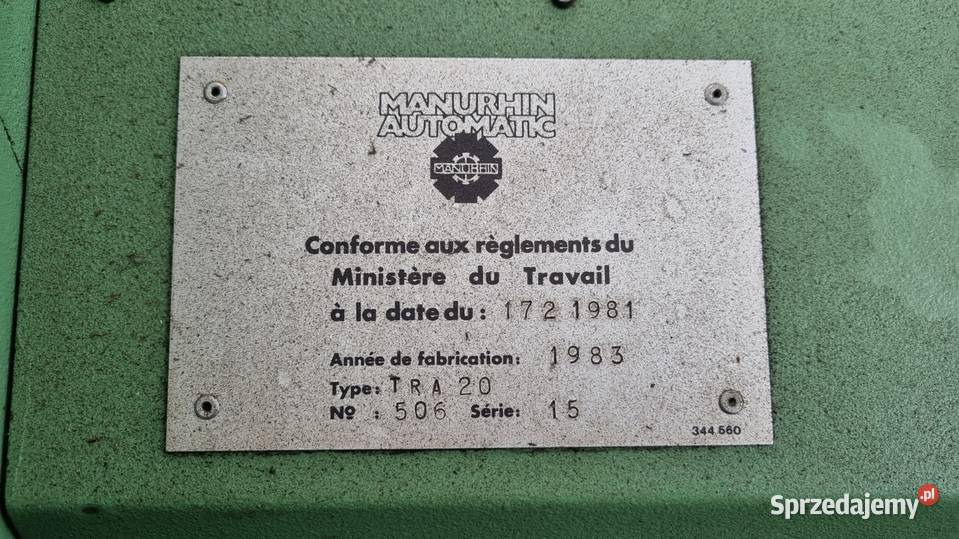 MANURHIN
AUTOMATIC
MANURHIN
Conforme aux règlements du
Ministère du Travail
à la date du: 17 2 1981
Année de fabrication: 1983
Type: TRA 20
Nº : 506 Série: 15
344 560
Sprzedajemy.pl